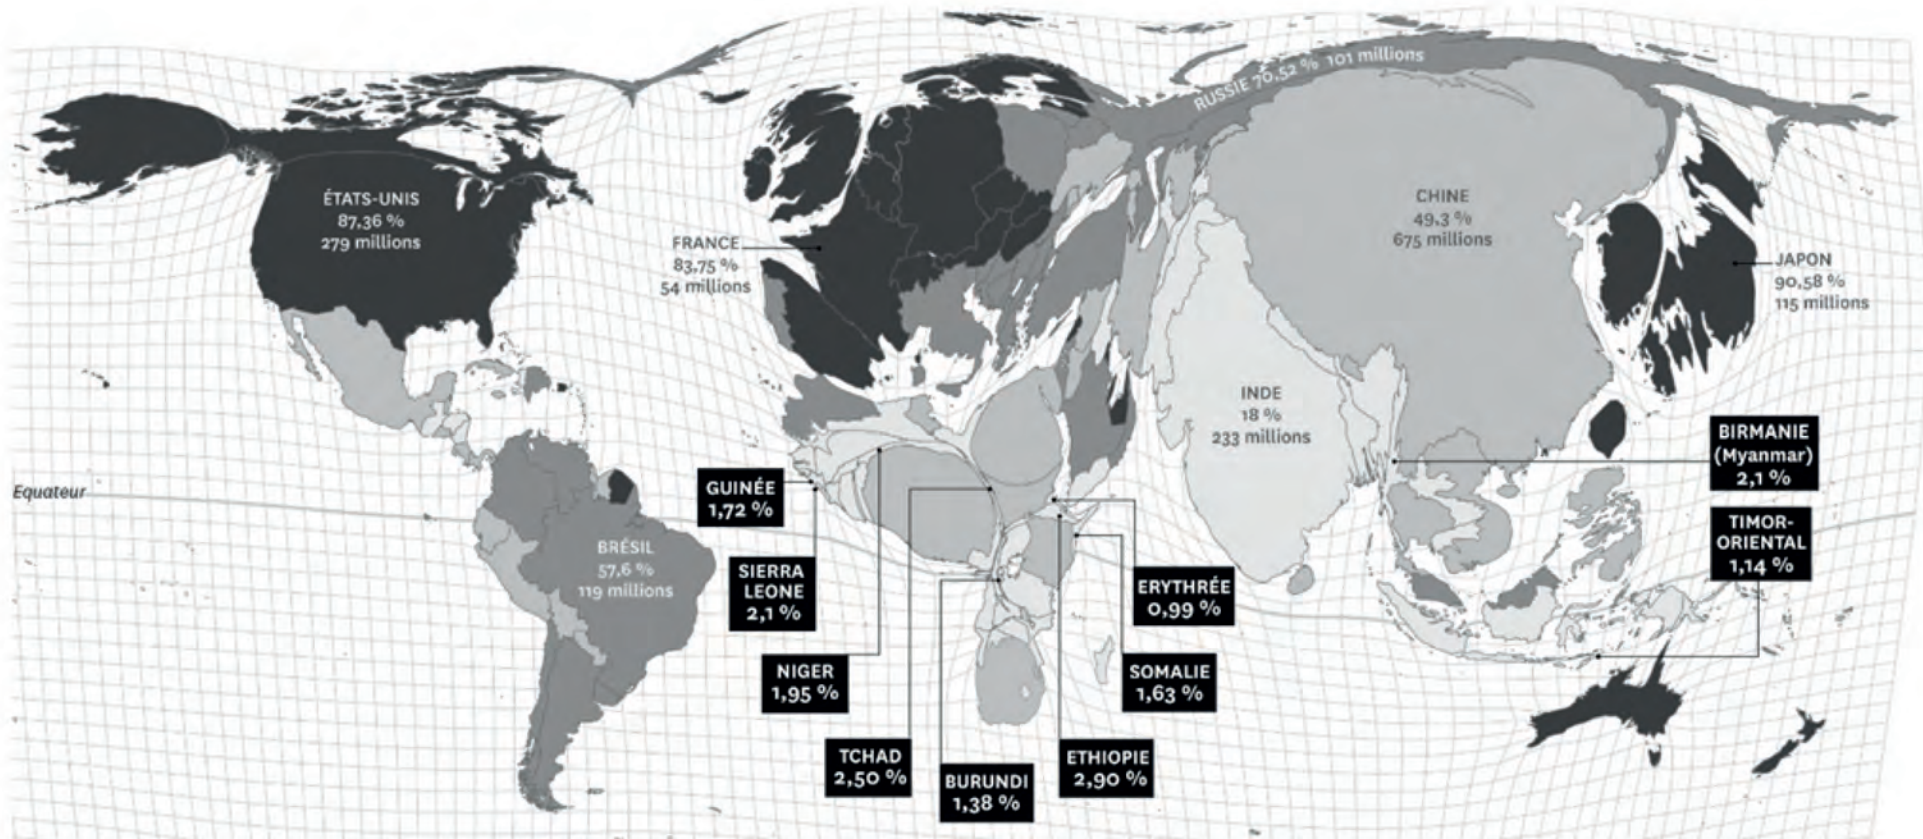 RUSSIE 70,52 % 101 millions
ÉTATS-UNIS
87,36 %
279 millions
FRANCE
83,75 %
54 millions
CHINE
49,3 %
675 millions
JAPON
90,58 %
115 millions
INDE
18 %
233 millions
BIRMANIE
(Myanmar)
2,1 %
Equateur
GUINÉE
1,72 %
TIMOR-
ORIENTAL
1,14 %
BRÉSIL
57,6 %
119 millions
SIERRA
LEONE
2,1 %
ERYTHRÉE
0,99 %
NIGER
1,95 %
SOMALIE
1,63 %
TCHAD
2,50 %
BURUNDI
1,38 %
ETHIOPIE
2,90 %